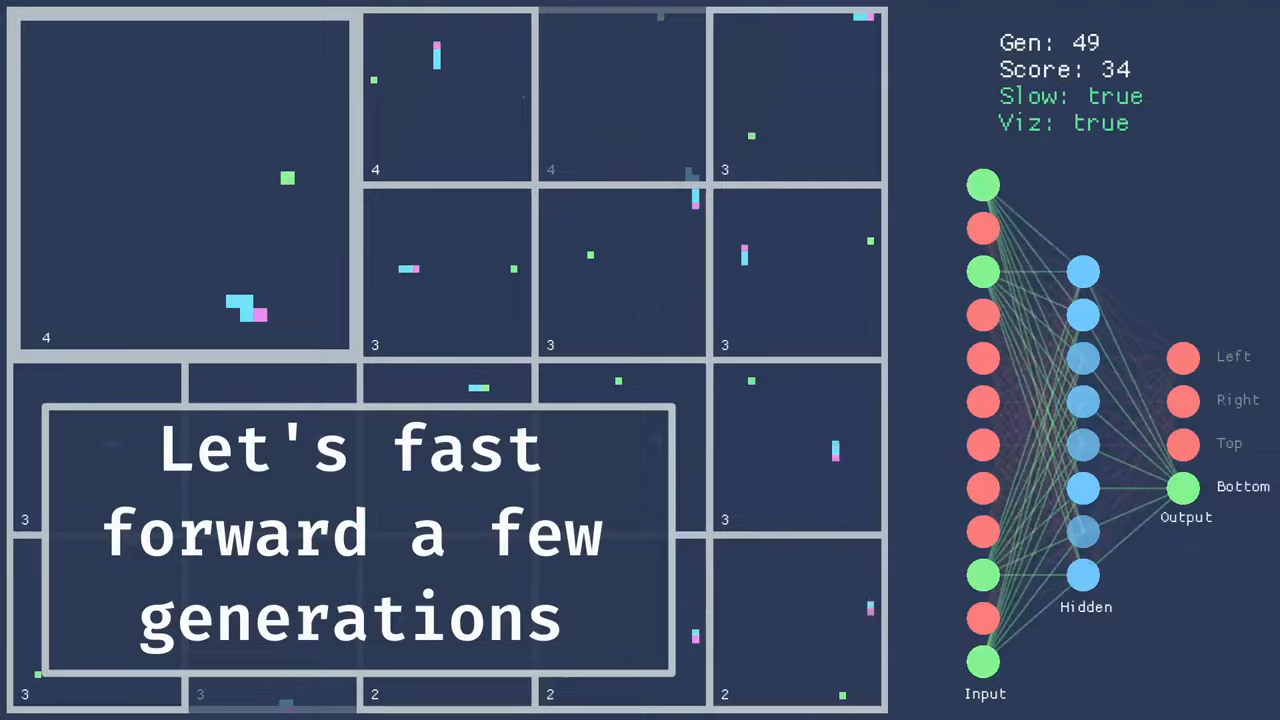 Gen: 49
Score: 34
Slow: true
Viz: true
4
4
3
4
3
3
3
Let's fast
forward a few
generations
3
3
3
3
2
2
2
Left
Right
Top
Bottom
Output
Hidden
Input